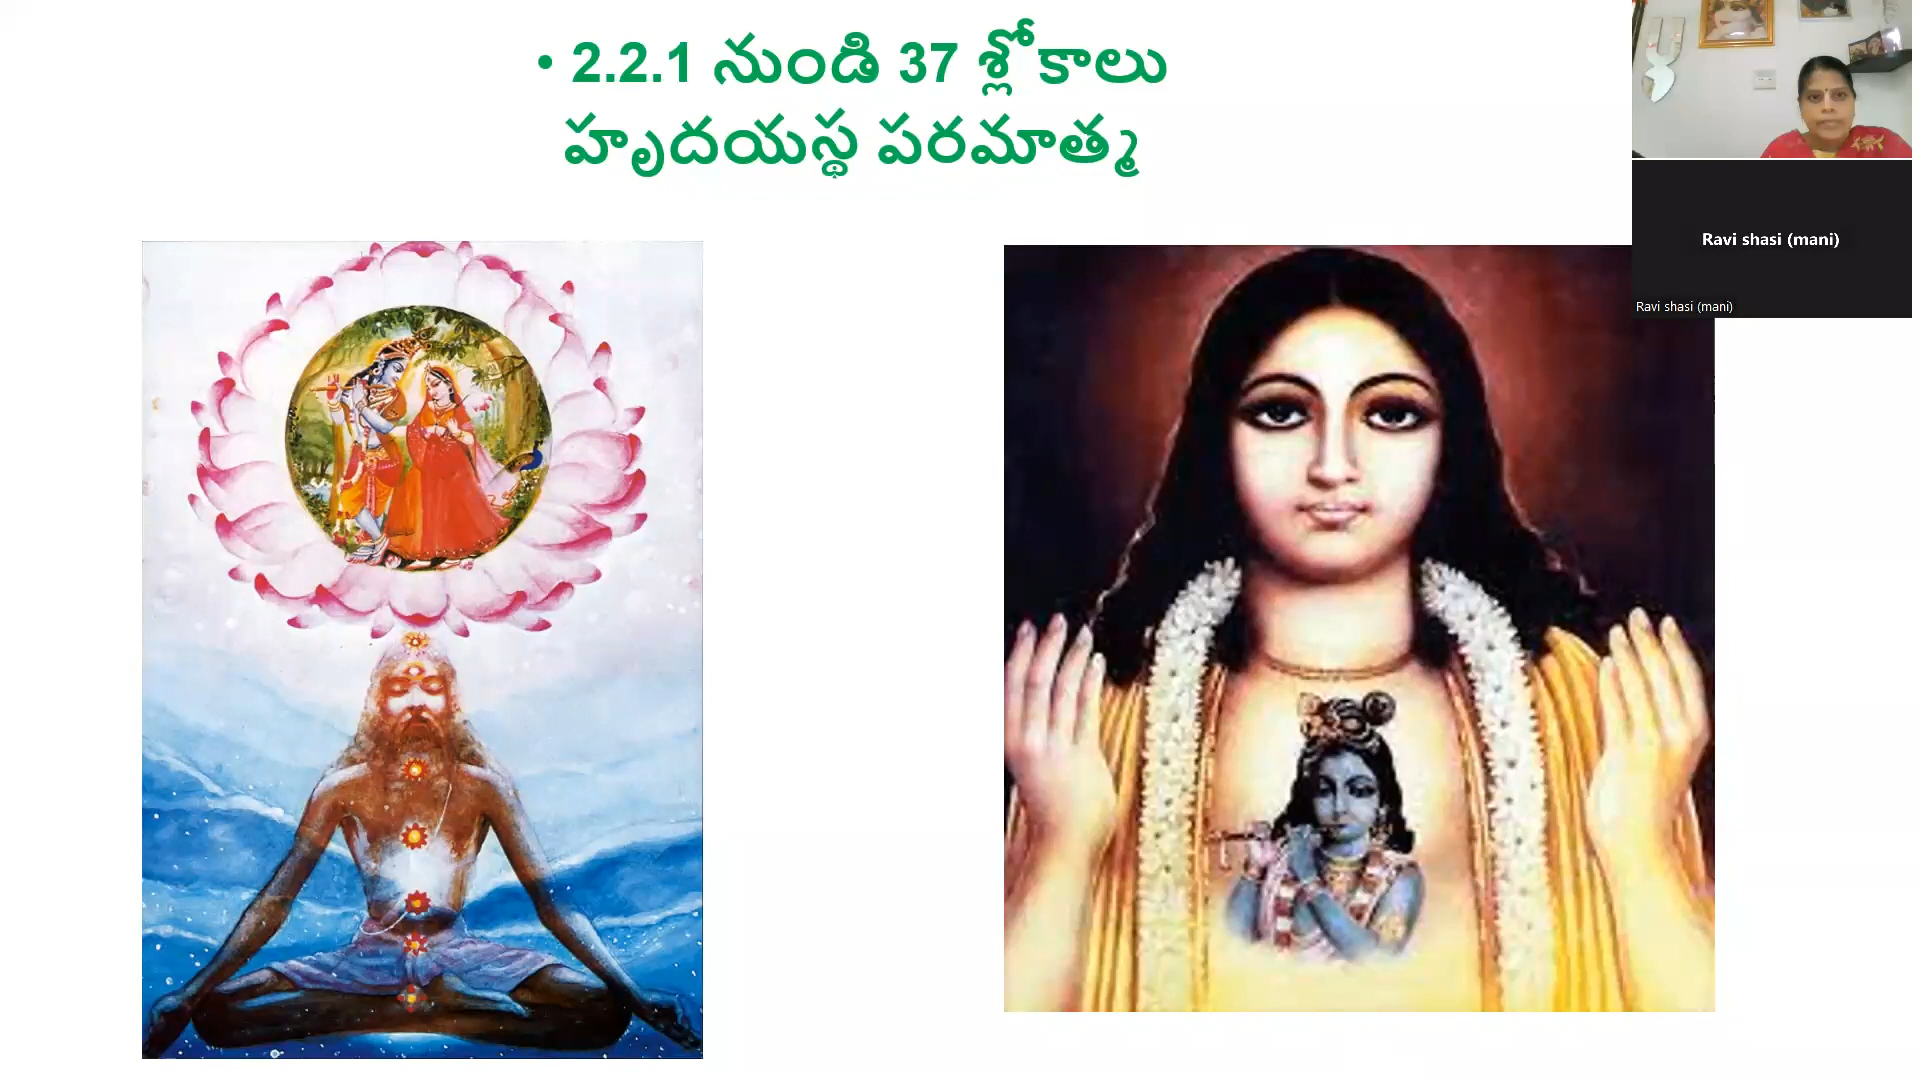 • 2.2.1 నుండి 37 శ్లోకాలు
హృదయస్థ పరమాత్మ
Ravi shasi (mani)
Ravi shasi (mani)